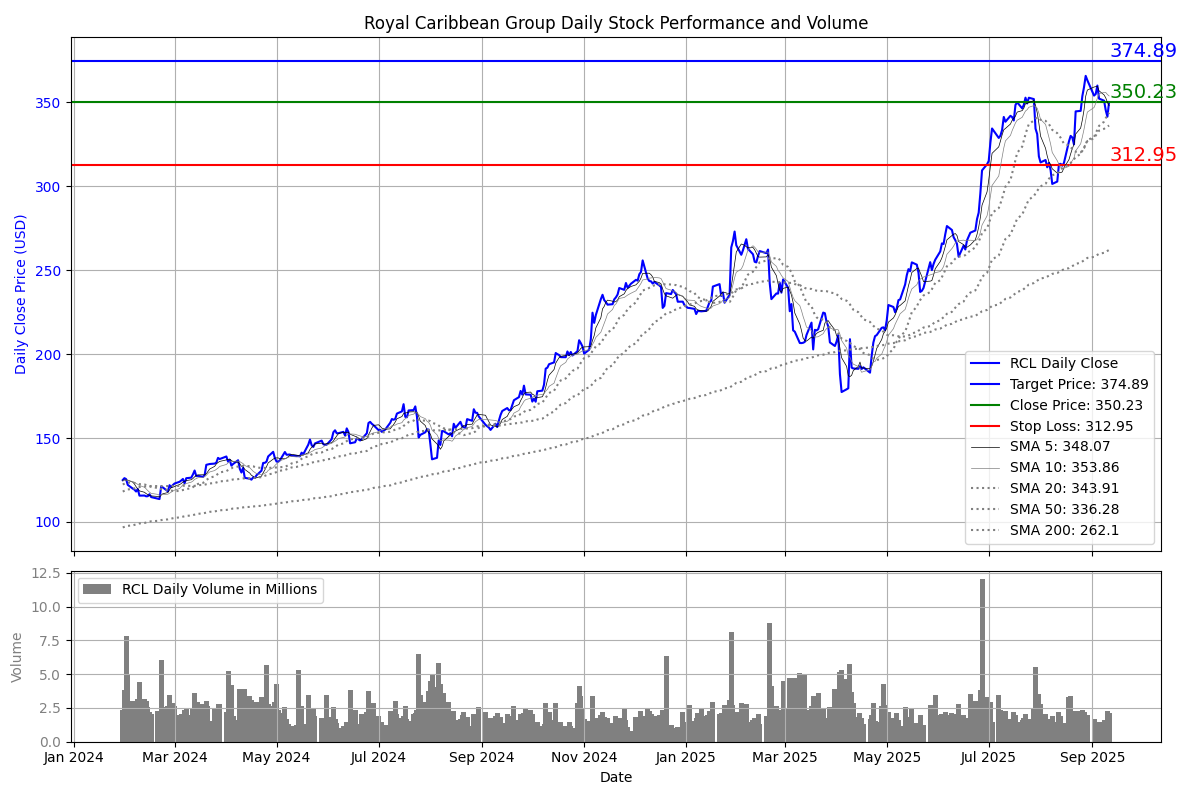 Royal Caribbean Group Daily Stock Performance and Volume
Daily Close Price (USD)
350
300
250
200
150
100
374.89
350.23
312.95
RCL Daily Close
Target Price: 374.89
Close Price: 350.23
Stop Loss: 312.95
SMA 5: 348.07
SMA 10: 353.86
SMA 20: 343.91
SMA 50: 336.28
SMA 200: 262.1
Volume
12.5
10.0
7.5
5.0
2.5
0.0
RCL Daily Volume in Millions
Jan 2024 Mar 2024 May 2024 Jul 2024 Sep 2024 Nov 2024 Jan 2025 Mar 2025 May 2025 Jul 2025 Sep 2025
Date